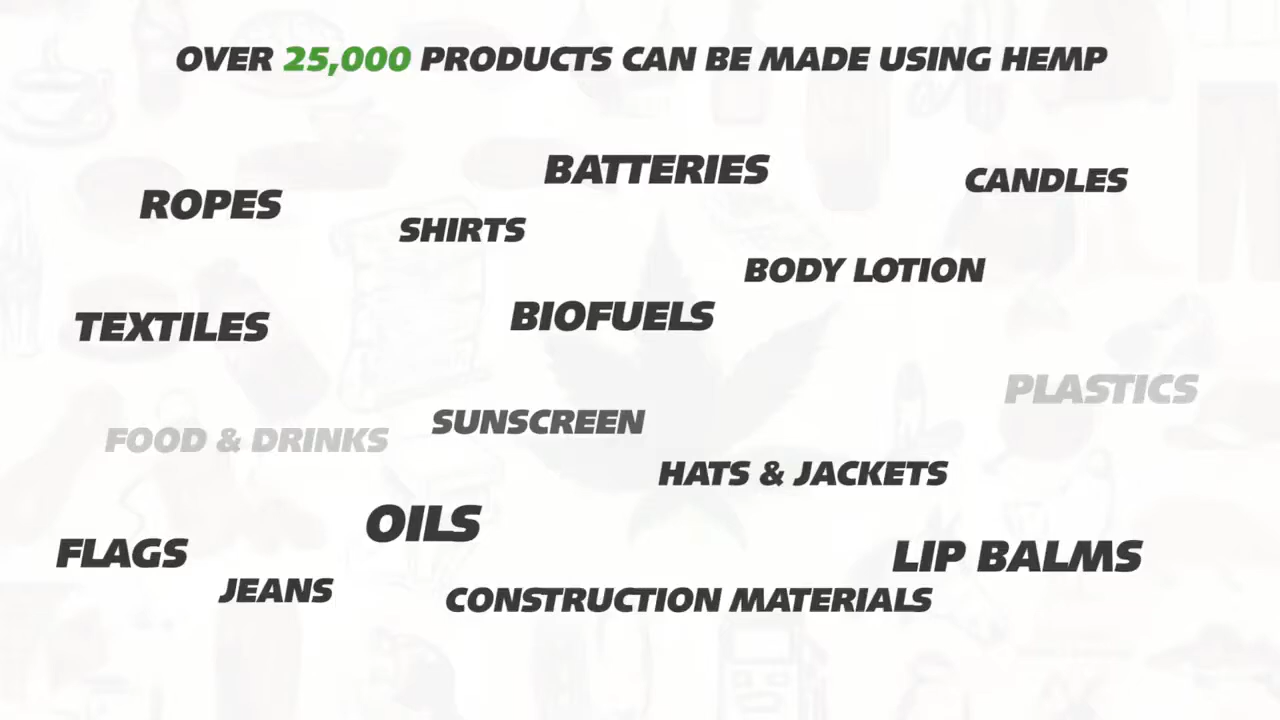 OVER 25,000 PRODUCTS CAN BE MADE USING HEMP
BATTERIES
CANDLES
ROPES
SHIRTS
BODY LOTION
BIOFUELS
TEXTILES
PLASTICS
SUNSCREEN
FOOD & DRINKS
HATS & JACKETS
OILS
FLAGS
LIP BALMS
JEANS
CONSTRUCTION MATERIALS